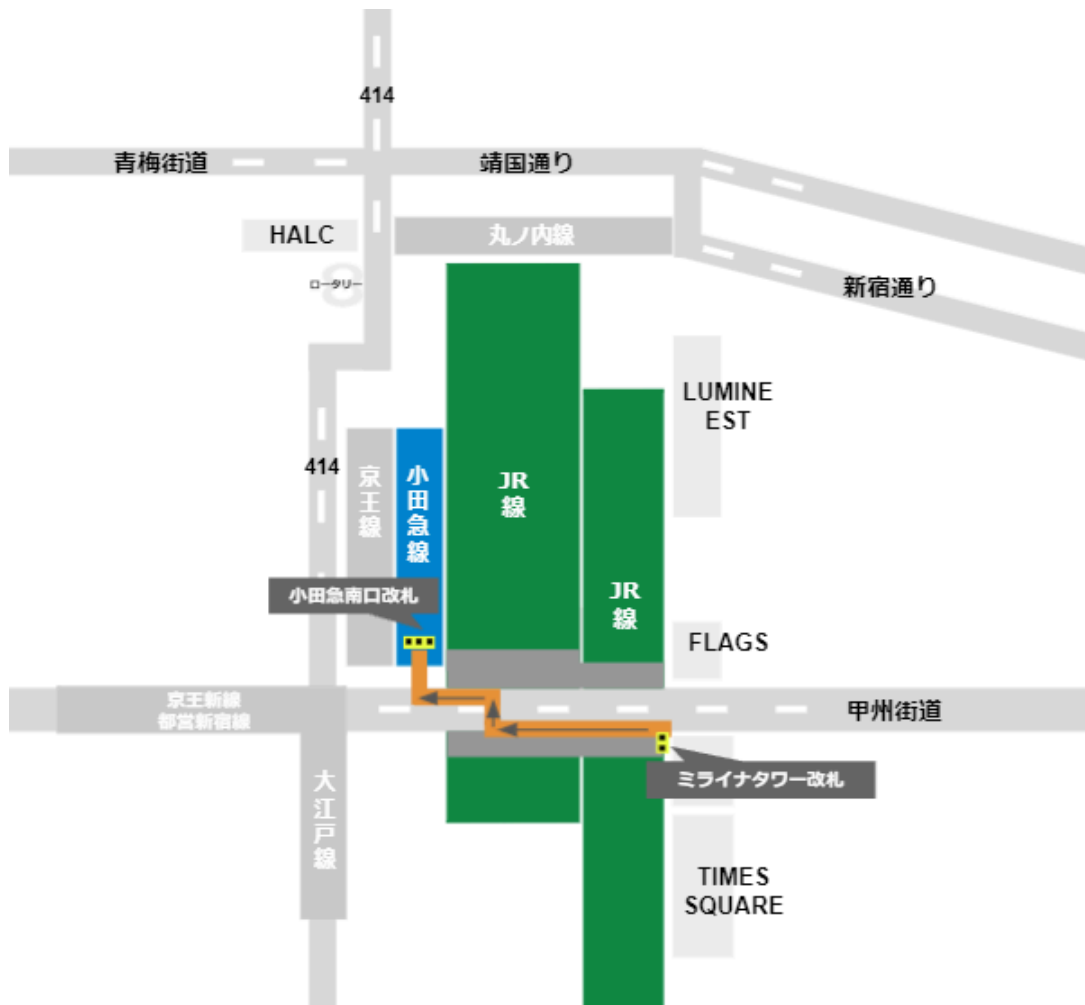 414
青梅街道
靖国通り
HALC
丸ノ内線
ロータリー
8
新宿通り
LUMINE
EST
414
京王線
小田急線
JR
線
JR
線
小田急南口改札
FLAGS
京王新線
都営新宿線
甲州街道
ミライナタワー改札
大江戸線
TIMES
SQUARE